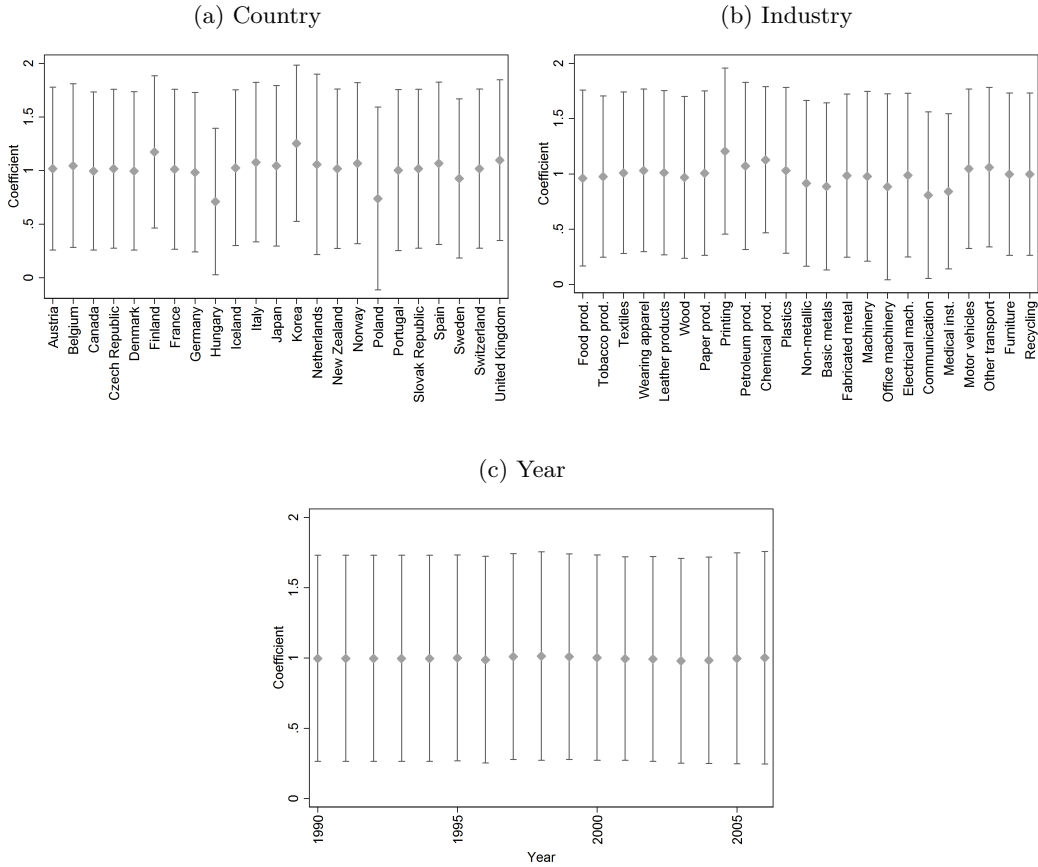 (a) Country
(b) Industry
Coefficient
2
1.5
1
.5
0
Austria
Belgium
Canada
Czech Republic
Denmark
Finland
France
Germany
Hungary
Iceland
Italy
Japan
Korea
Netherlands
New Zealand
Norway
Poland
Portugal
Slovak Republic
Spain
Sweden
Switzerland
United Kingdom
Coefficient
2
1.5
1
.5
0
Food prod.
Tobacco prod.
Textiles
Wearing apparel
Leather products
Wood
Paper prod.
Printing
Petroleum prod.
Chemical prod.
Plastics
Non-metallic
Basic metals
Fabricated metal
Machinery
Office machinery
Electrical mach.
Communication
Medical inst.
Motor vehicles
Other transport
Furniture
Recycling
(c) Year
Coefficient
2
1.5
1
.5
0
1990
1995
2000
2005
Year